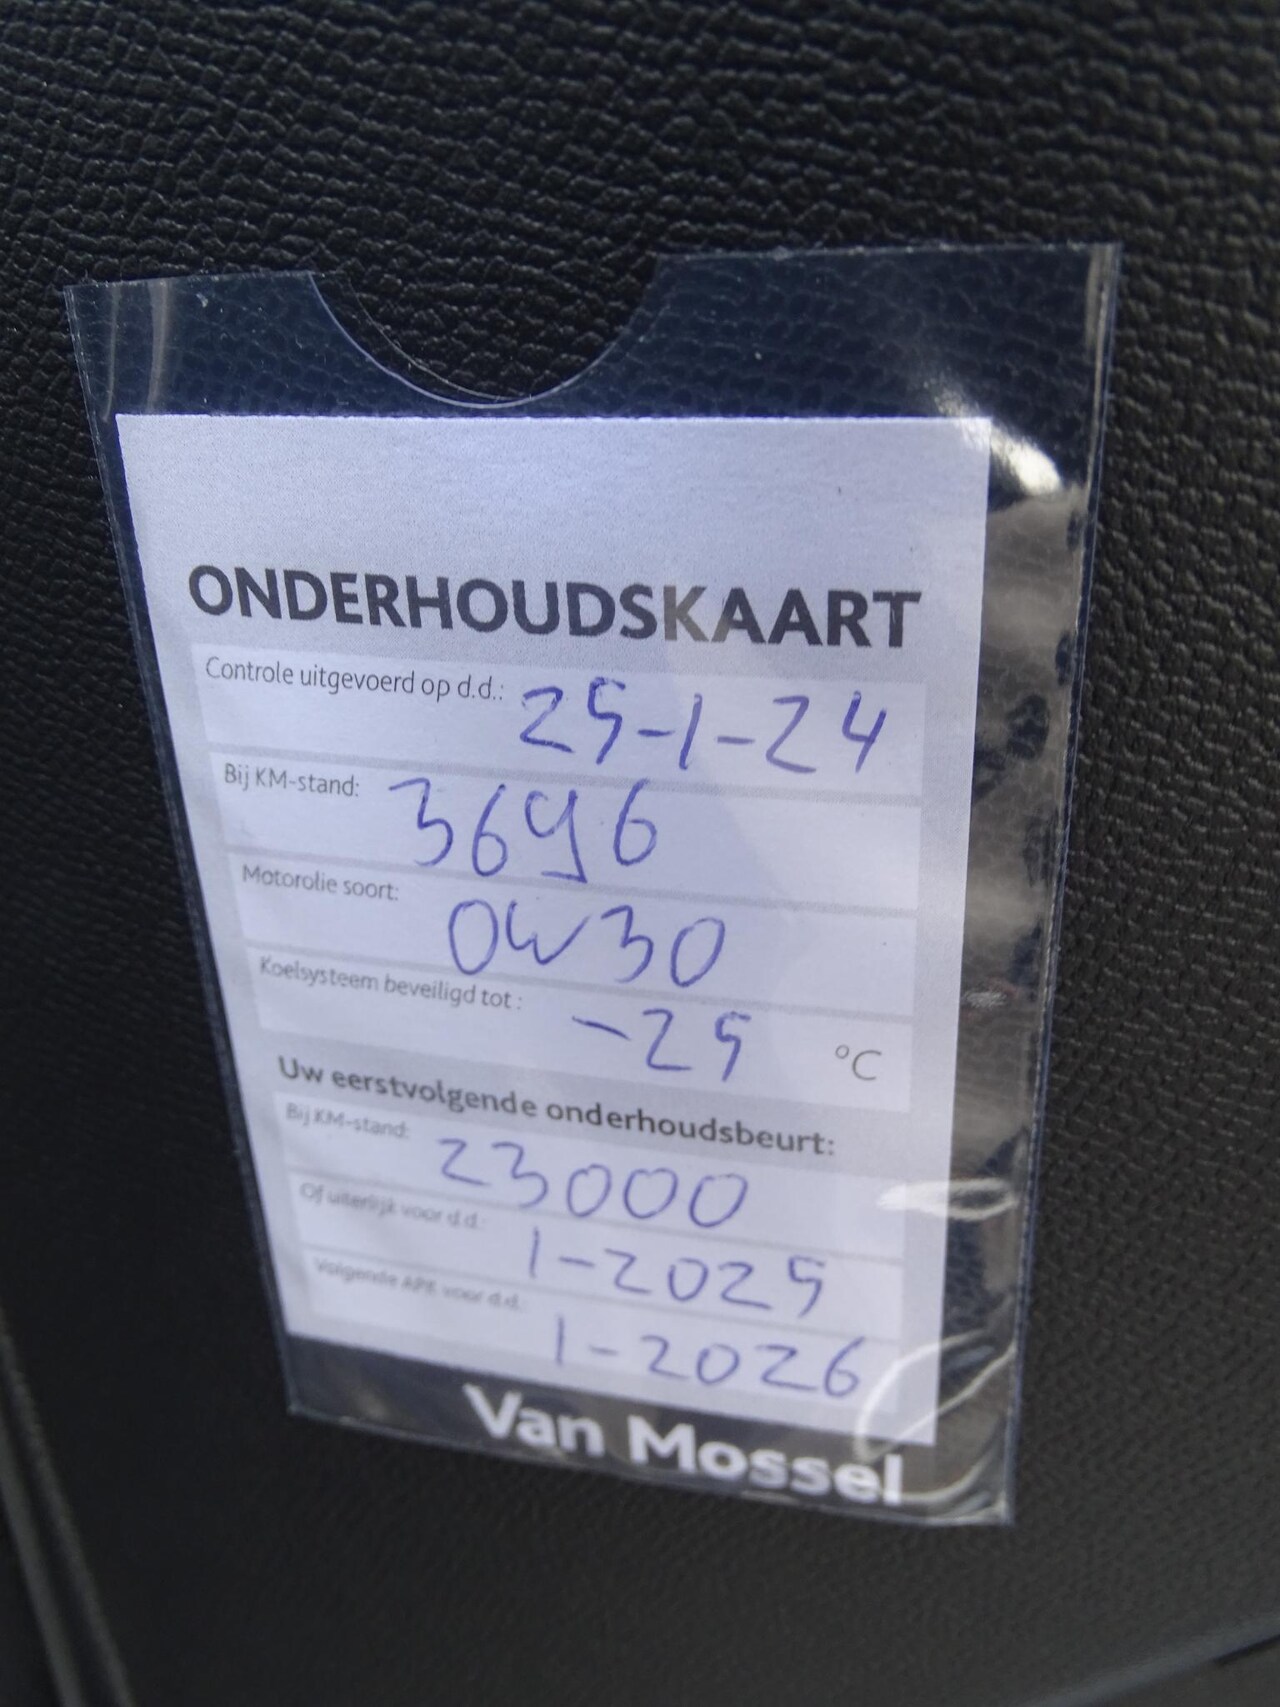 ONDERHOUDSKAART
Controle uitgevoerd op d.d.: 25-1-24
Bij KM-stand: 3696
Motorolie soort: 0W30
Koelsysteem beveiligd tot : -25 °C
Uw eerstvolgende onderhoudsbeurt:
Bij KM-stand: 23000
Of uiterlijk voor d.d.: 1-2025
Volgende APK voor d.d.: 1-2026
Van Mossel